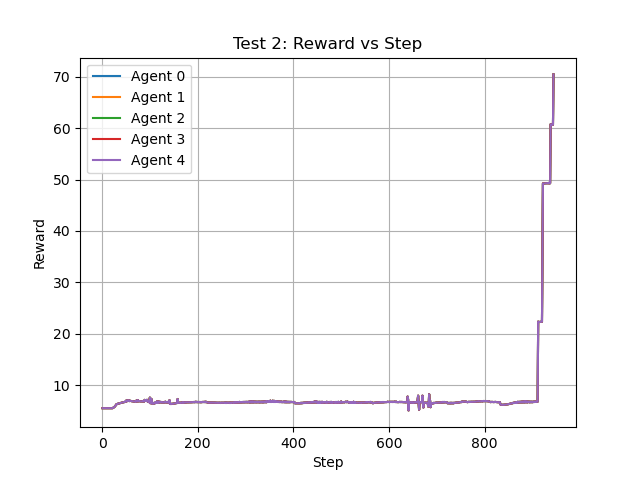 Test 2: Reward vs Step
Agent 0
Agent 1
Agent 2
Agent 3
Agent 4
70
60
50
40
30
20
10
Reward
0 200 400 600 800
Step